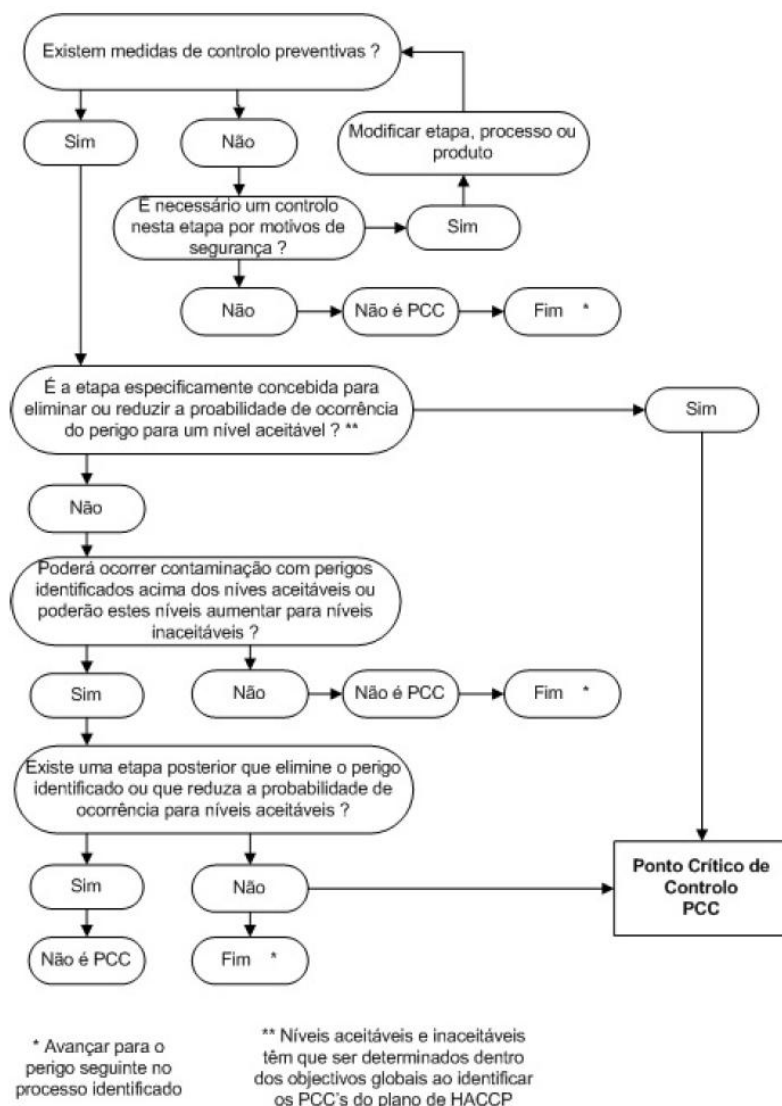 Existem medidas de controlo preventivas ?
Sim
Não
Modificar etapa, processo ou
produto
É necessário um controlo
nesta etapa por motivos de
segurança ?
Sim
Não
Não é PCC
Fim *
É a etapa especificamente concebida para
eliminar ou reduzir a proabilidade de ocorrência
do perigo para um nível aceitável ? **
Sim
Não
Poderá ocorrer contaminação com perigos
identificados acima dos níves aceitáveis ou
poderão estes níveis aumentar para níveis
inaceitáveis ?
Sim
Não
Não é PCC
Fim *
Existe uma etapa posterior que elimine o perigo
identificado ou que reduza a probabilidade de
ocorrência para níveis aceitáveis ?
Sim
Não
Ponto Crítico de
Controlo
PCC
Não é PCC
Fim *
* Avançar para o
perigo seguinte no
processo identificado
** Níveis aceitáveis e inaceitáveis
têm que ser determinados dentro
dos objectivos globais ao identificar
os PCC's do plano de HACCP